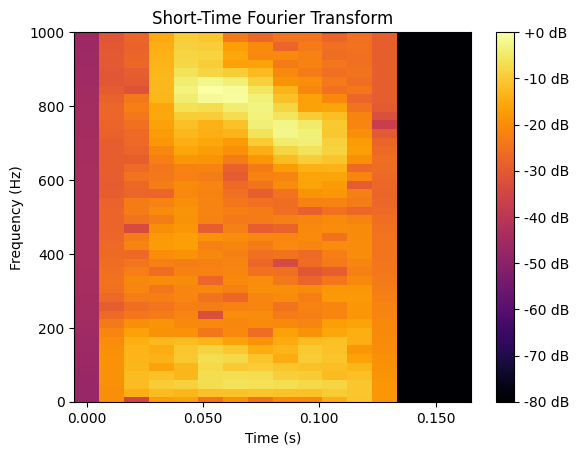 Short-Time Fourier Transform
1000
800
600
400
200
0
Frequency (Hz)
0.000
0.050
0.100
0.150
Time (s)
+0 dB
-10 dB
-20 dB
-30 dB
-40 dB
-50 dB
-60 dB
-70 dB
-80 dB